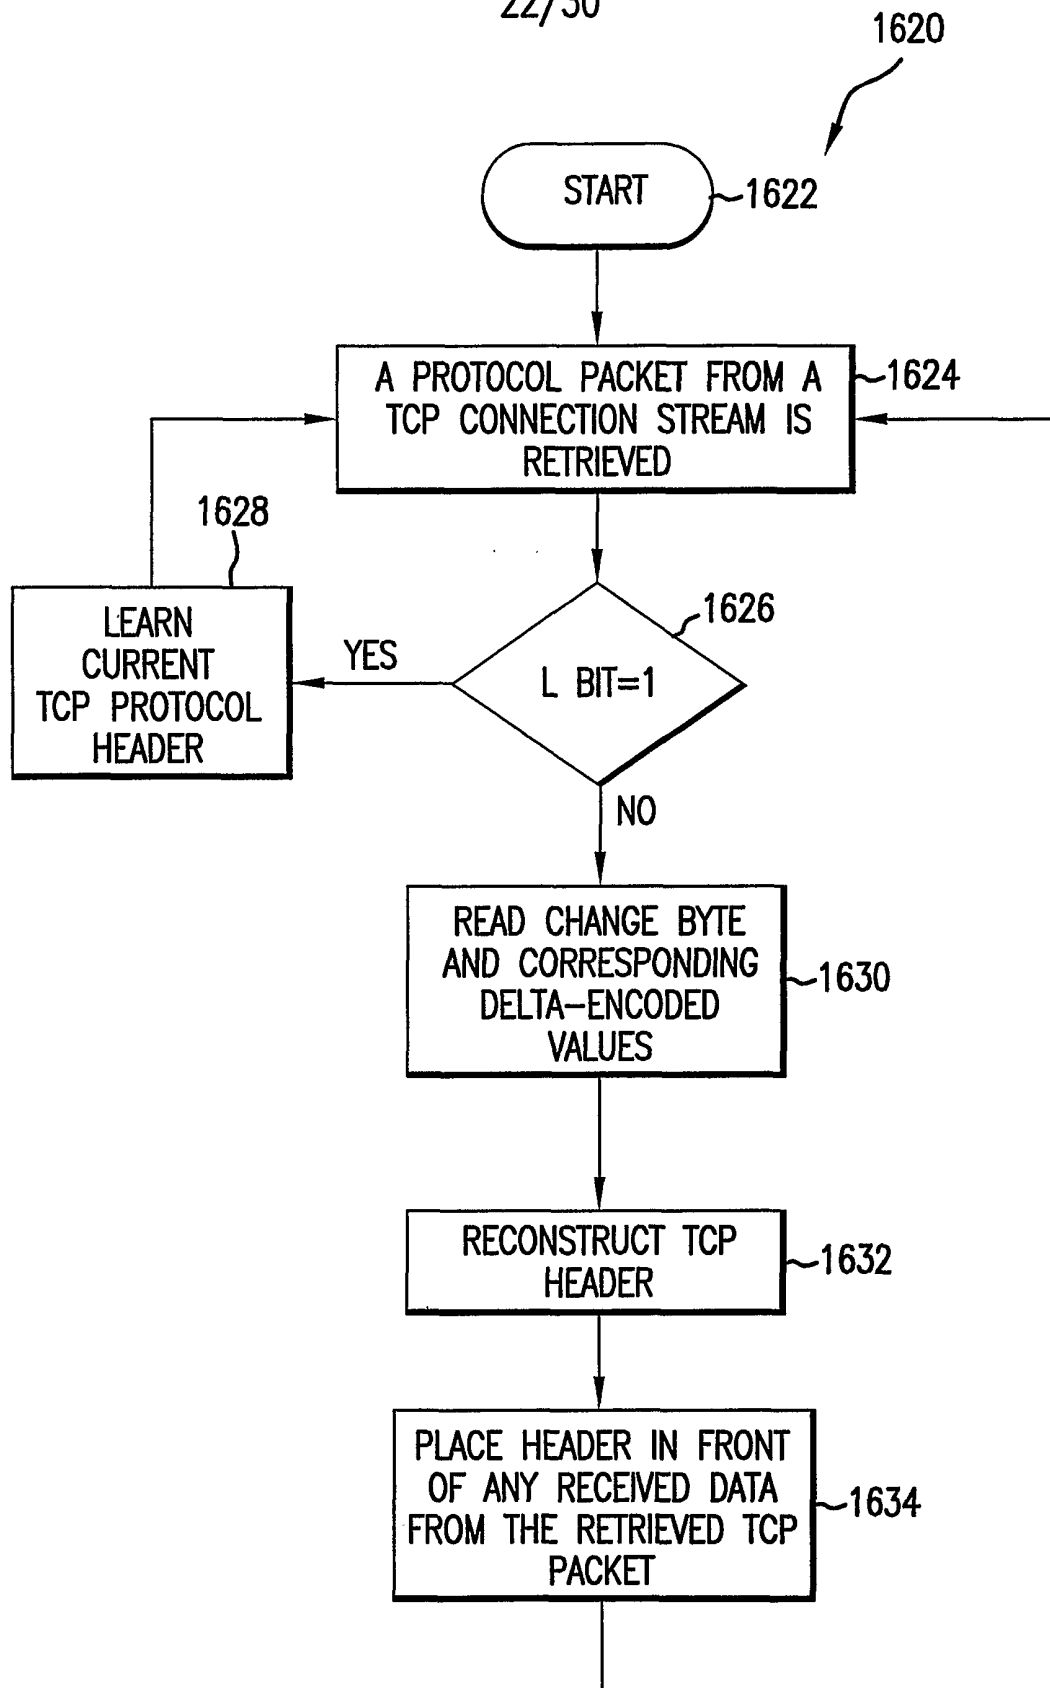 22/30
1620
START
1622
A PROTOCOL PACKET FROM A
TCP CONNECTION STREAM IS
RETRIEVED
1624
1628
LEARN
CURRENT
TCP PROTOCOL
HEADER
YES
L BIT=1
1626
NO
READ CHANGE BYTE
AND CORRESPONDING
DELTA-ENCODED
VALUES
1630
RECONSTRUCT TCP
HEADER
1632
PLACE HEADER IN FRONT
OF ANY RECEIVED DATA
FROM THE RETRIEVED TCP
PACKET
1634